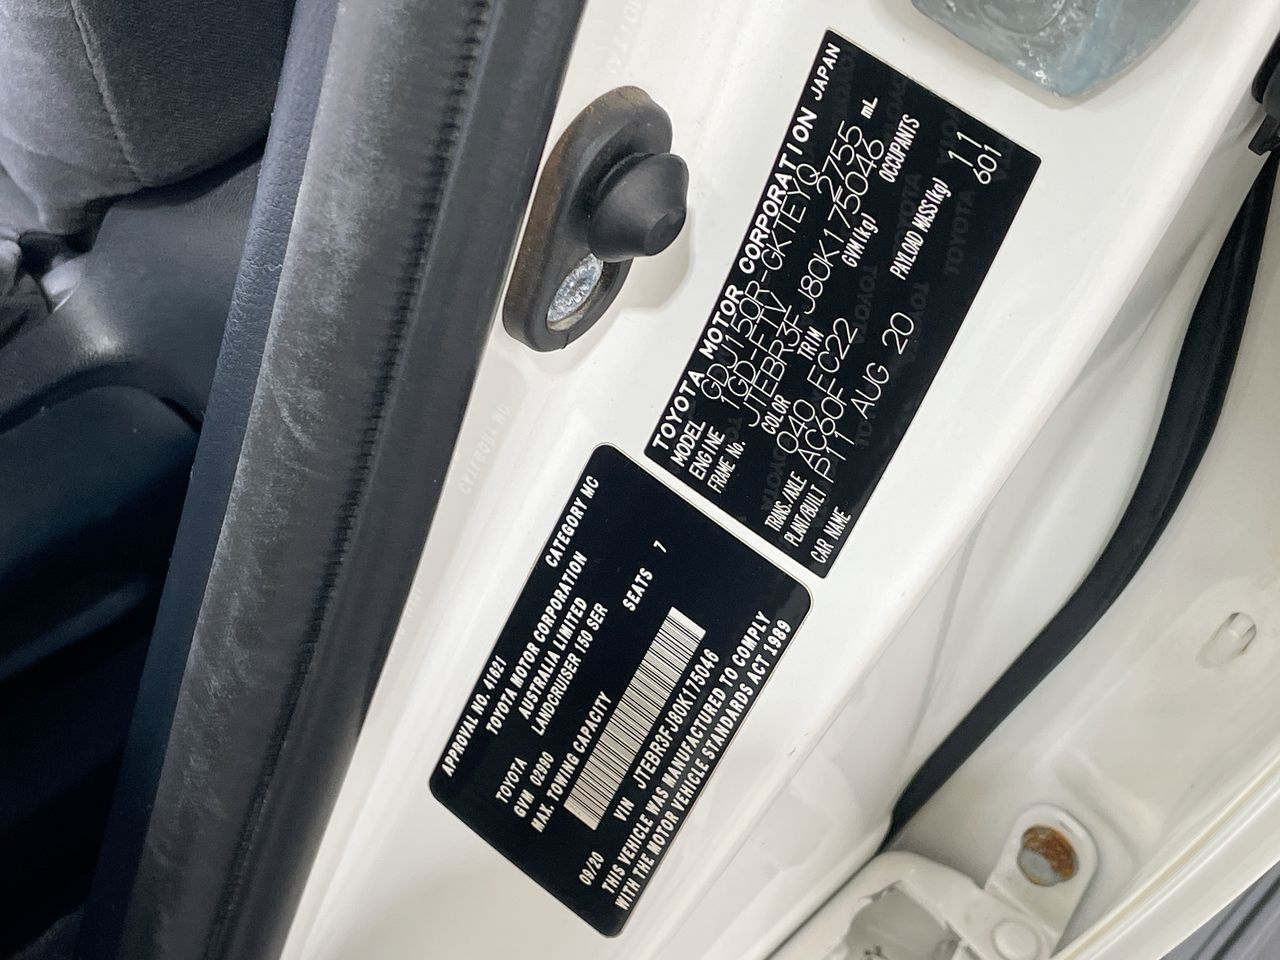 TOYOTA MOTOR CORPORATION JAPAN
MODEL GDJ150R-GKTEYQ
ENGINE 1GD-FTV 2755 mL
FRAME No. JTEBR3FJ80K175046
COLOR TRIM GVM(kg) OCCUPANTS
040 FC22
TRANS./AXLE AC60F PAYLOAD MASS(kg) 11
PLANT/BUILT P11 AUG 20 601
CAR NAME
APPROVAL NO. 41621 CATEGORY MC
TOYOTA MOTOR CORPORATION
AUSTRALIA LIMITED
TOYOTA LANDCRUISER 150 SER
GVM 02990 SEATS 7
MAX. TOWING CAPACITY
VIN JTEBR3FJ80K175046
09/20
THIS VEHICLE WAS MANUFACTURED TO COMPLY
WITH THE MOTOR VEHICLE STANDARDS ACT 1989